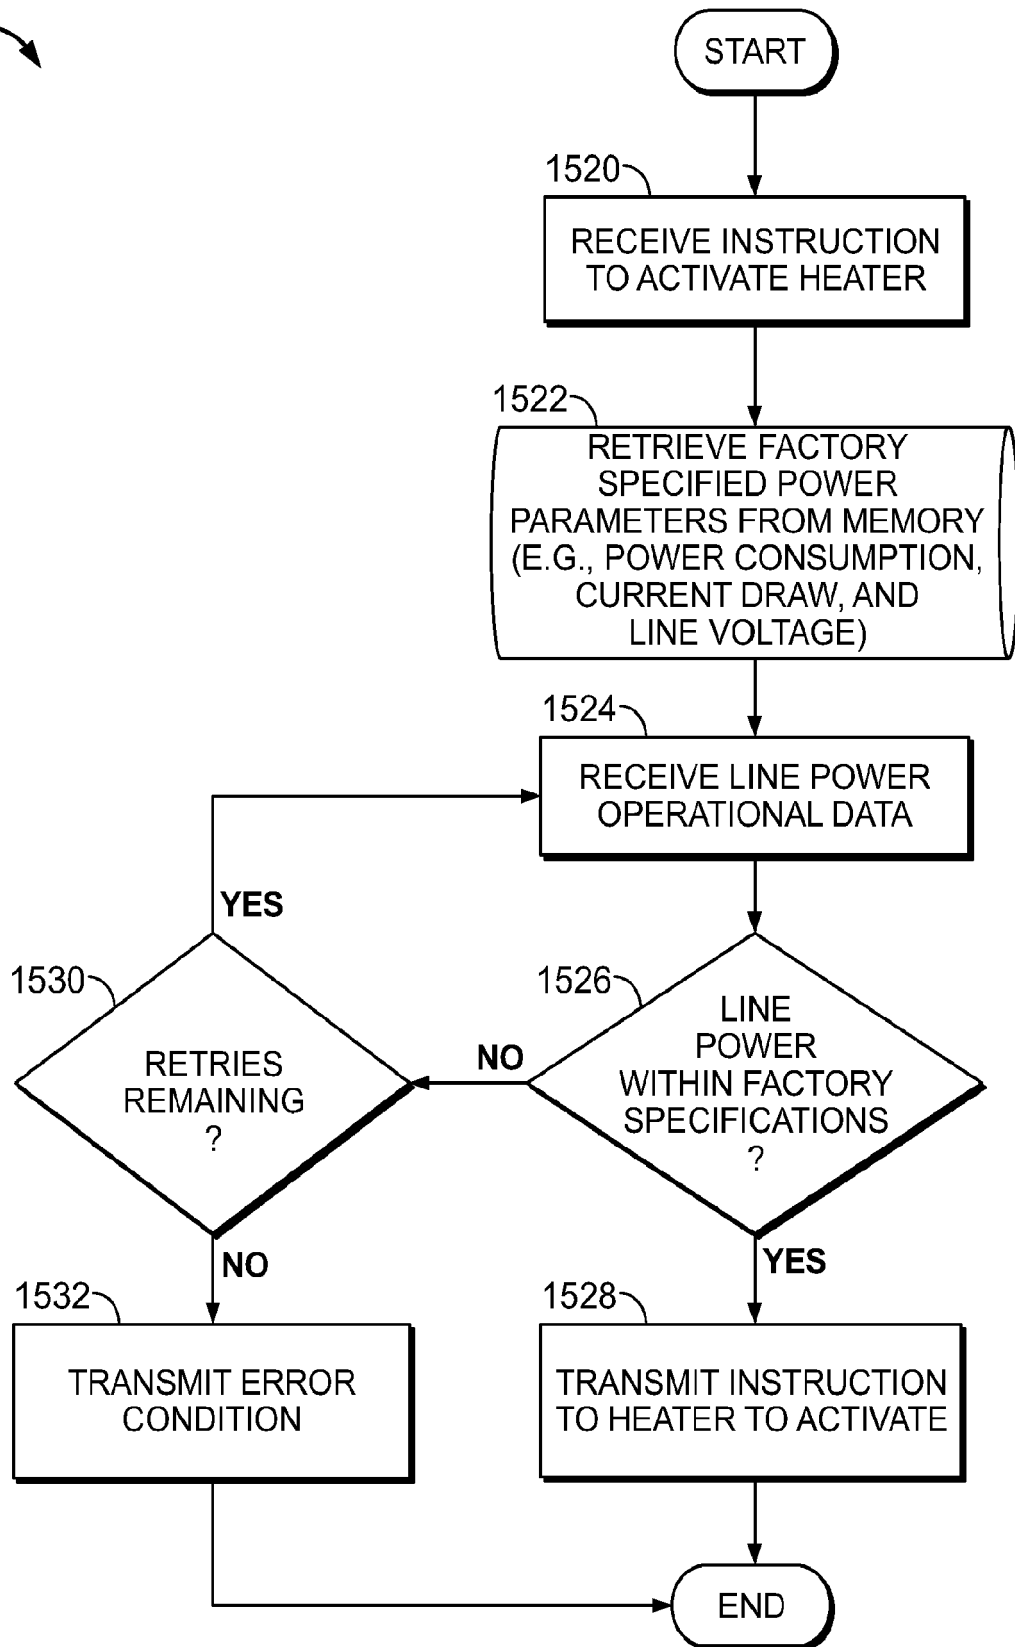 START
1520
RECEIVE INSTRUCTION
TO ACTIVATE HEATER
1522
RETRIEVE FACTORY
SPECIFIED POWER
PARAMETERS FROM MEMORY
(E.G., POWER CONSUMPTION,
CURRENT DRAW, AND
LINE VOLTAGE)
1524
RECEIVE LINE POWER
OPERATIONAL DATA
YES
1530
RETRIES
REMAINING
?
NO
1526
LINE
POWER
WITHIN FACTORY
SPECIFICATIONS
?
NO
YES
1532
TRANSMIT ERROR
CONDITION
1528
TRANSMIT INSTRUCTION
TO HEATER TO ACTIVATE
END